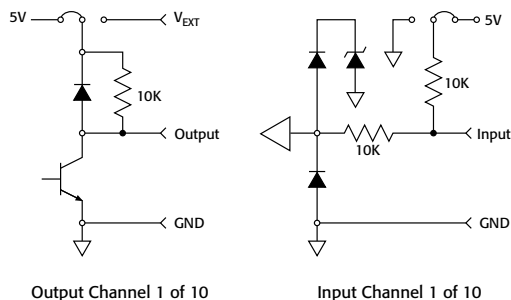 5V
V_EXT
10K
Output
GND
Output Channel 1 of 10
5V
10K
10K
Input
GND
Input Channel 1 of 10